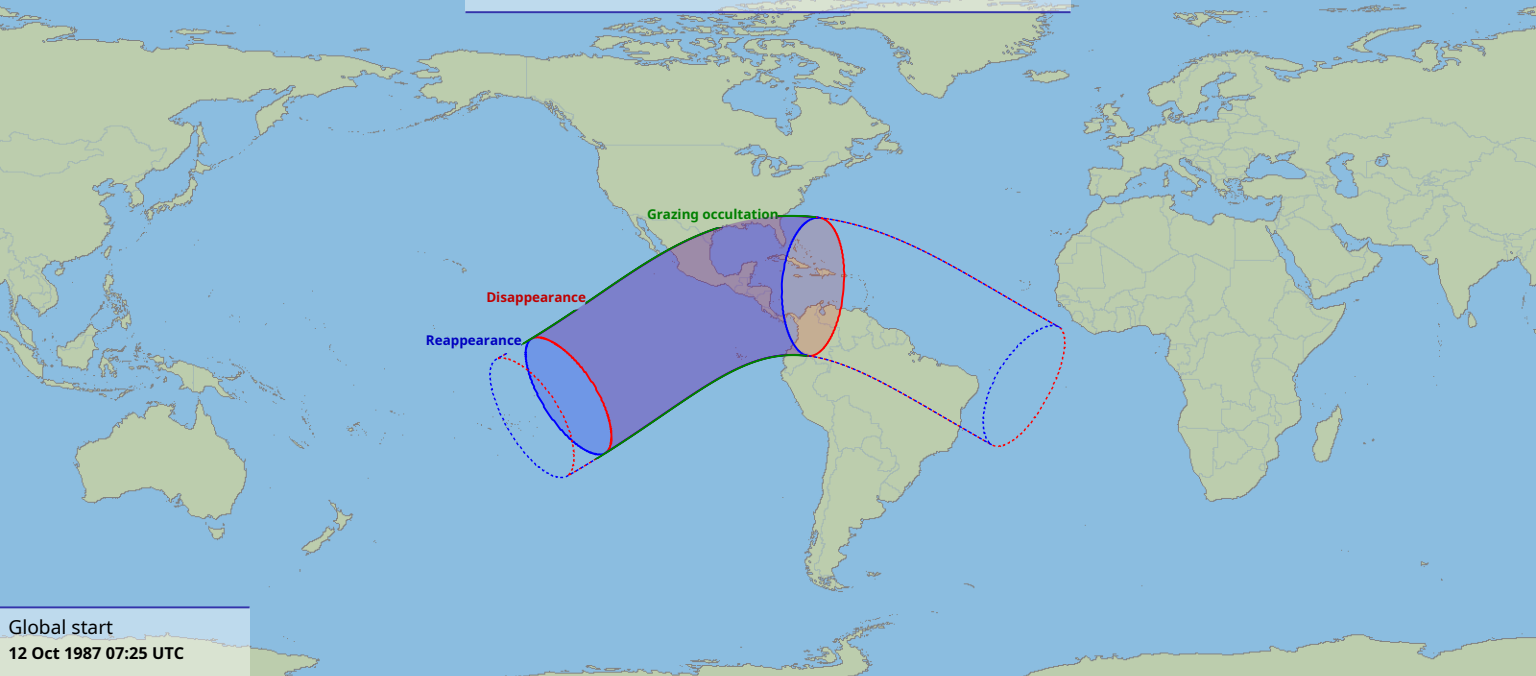 Grazing occultation
Disappearance
Reappearance
Global start
12 Oct 1987 07:25 UTC